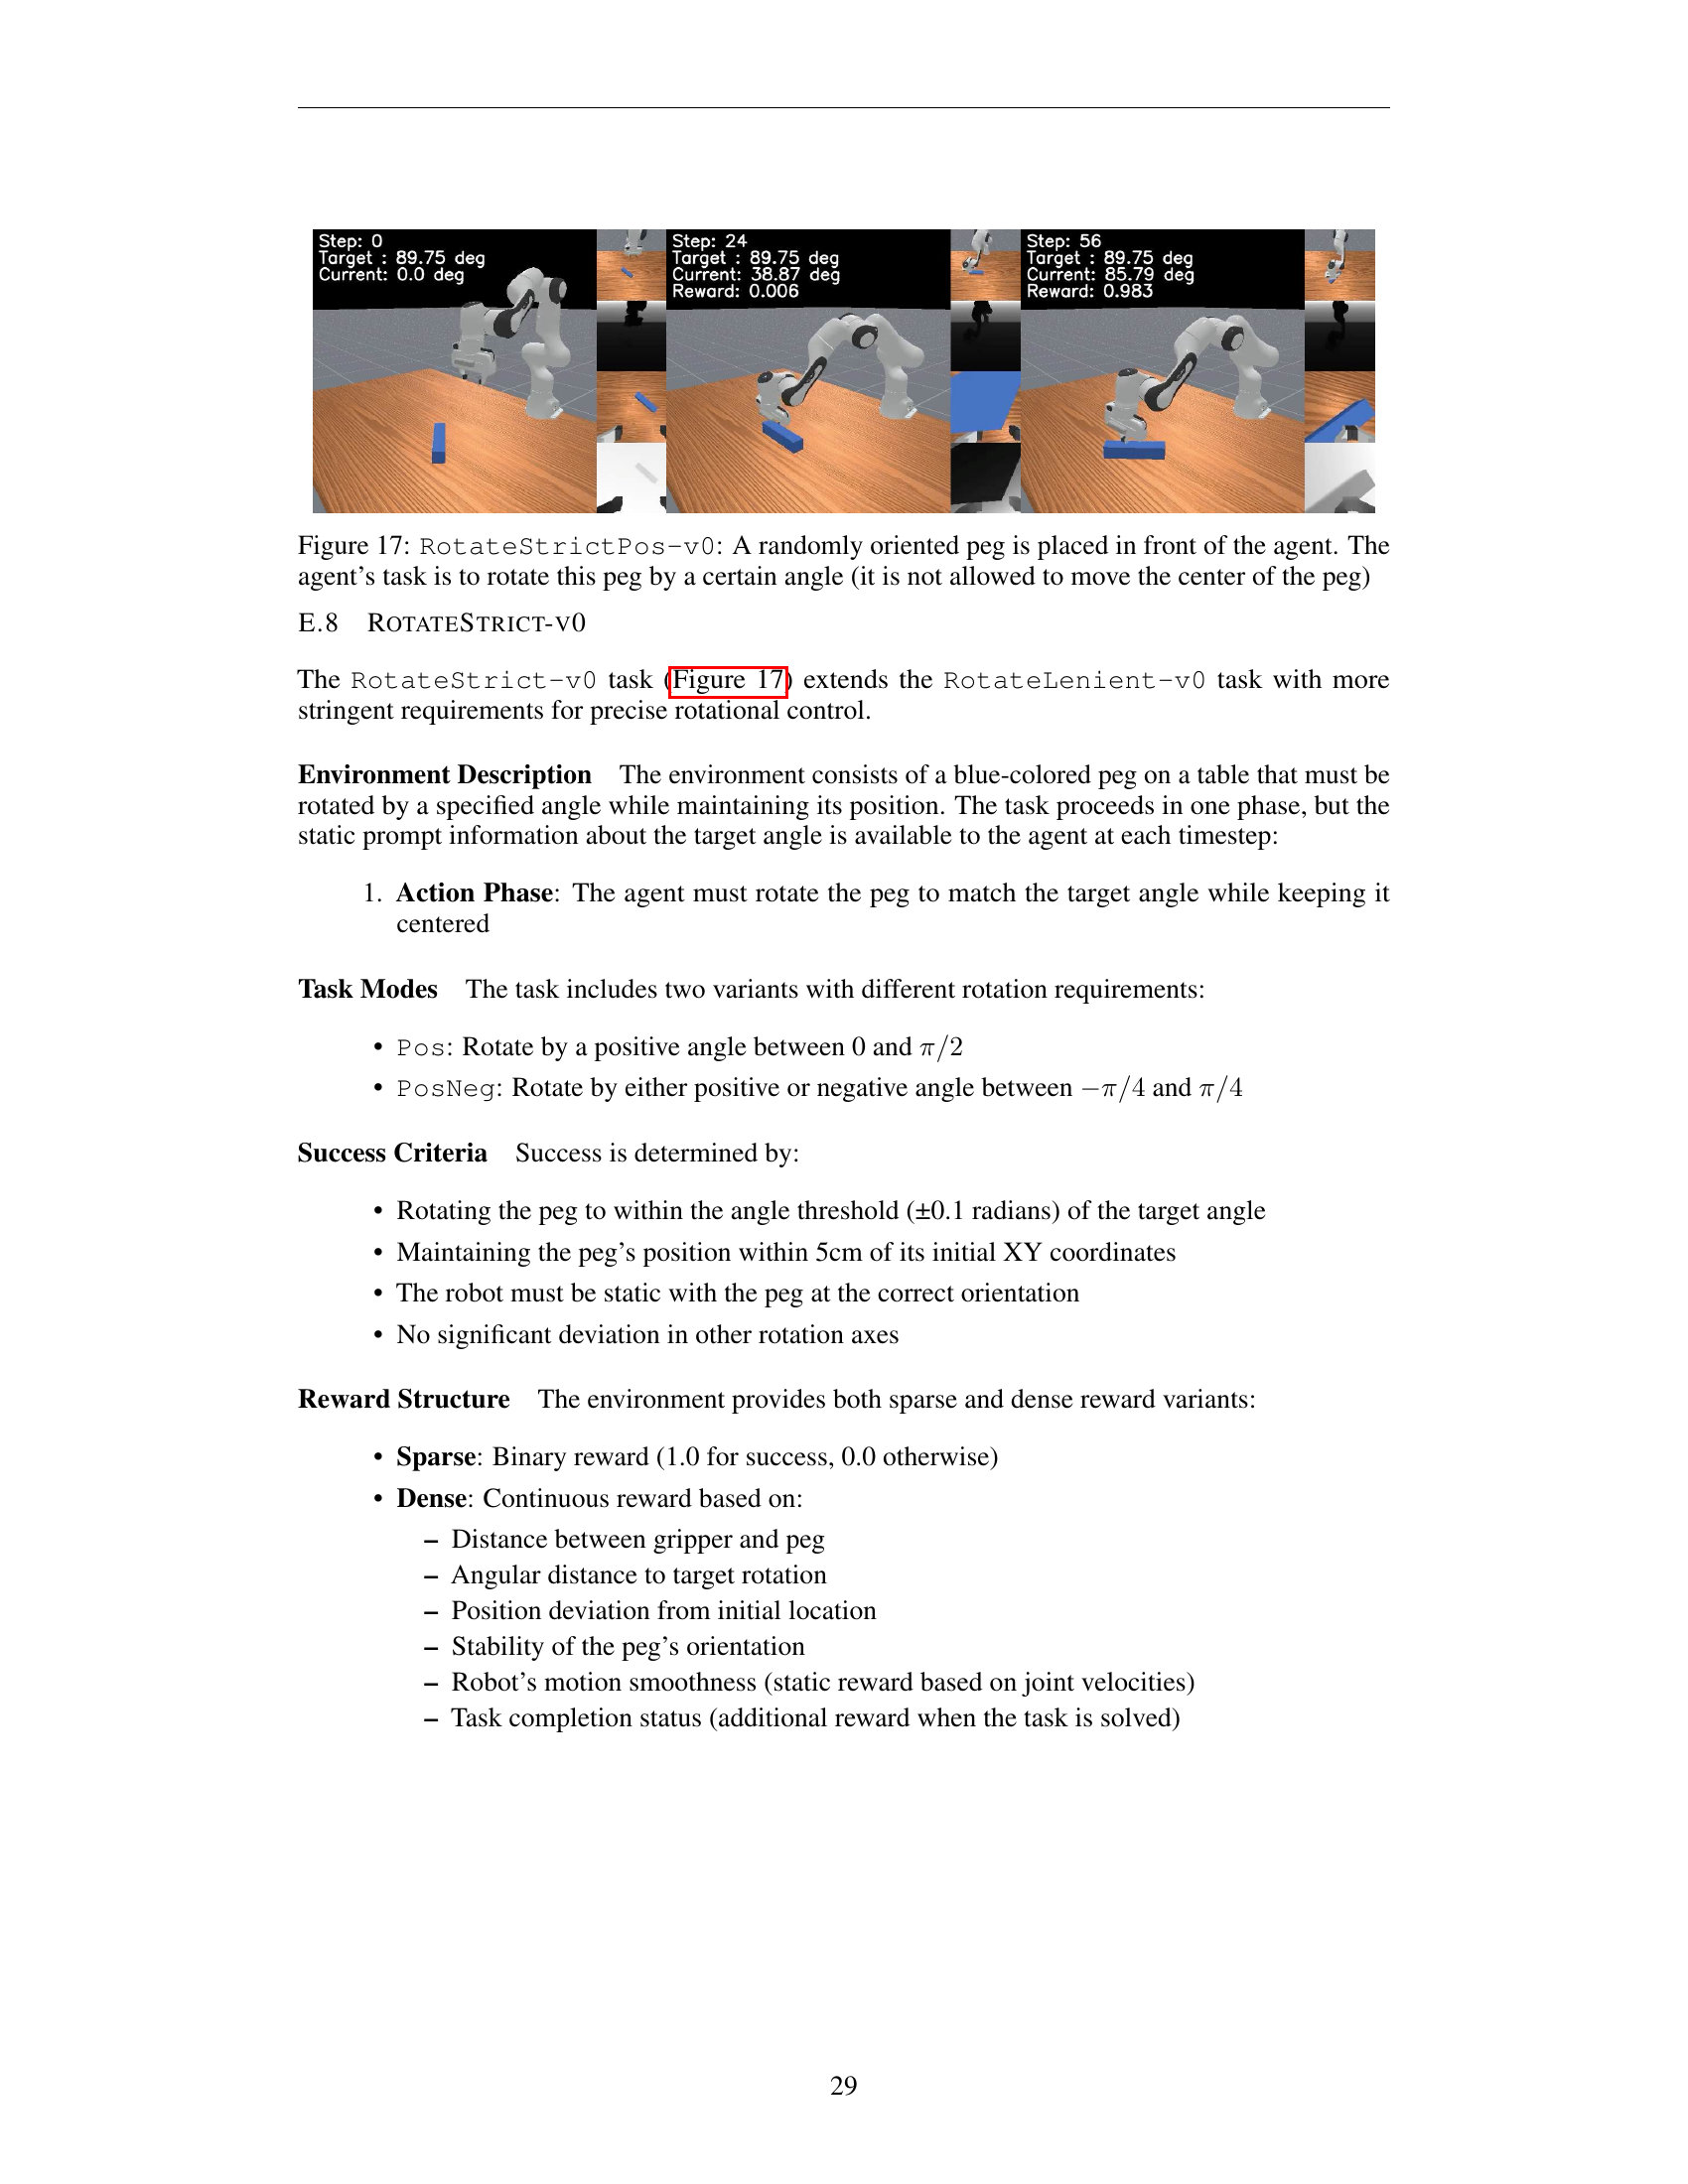 Step: 0
Target : 89.75 deg
Current: 0.0 deg
Step: 24
Target : 89.75 deg
Current: 38.87 deg
Reward: 0.006
Step: 56
Target : 89.75 deg
Current: 85.79 deg
Reward: 0.983
Figure 17: RotateStrictPos-v0: A randomly oriented peg is placed in front of the agent. The
agent's task is to rotate this peg by a certain angle (it is not allowed to move the center of the peg)
E.8 ROTATESTRICT-V0
The RotateStrict-v0 task (Figure 17) extends the RotateLenient-v0 task with more
stringent requirements for precise rotational control.
Environment Description The environment consists of a blue-colored peg on a table that must be
rotated by a specified angle while maintaining its position. The task proceeds in one phase, but the
static prompt information about the target angle is available to the agent at each timestep:
1. Action Phase: The agent must rotate the peg to match the target angle while keeping it
centered
Task Modes The task includes two variants with different rotation requirements:
• Pos: Rotate by a positive angle between 0 and π/2
• PosNeg: Rotate by either positive or negative angle between −π/4 and π/4
Success Criteria Success is determined by:
• Rotating the peg to within the angle threshold (±0.1 radians) of the target angle
• Maintaining the peg's position within 5cm of its initial XY coordinates
• The robot must be static with the peg at the correct orientation
• No significant deviation in other rotation axes
Reward Structure The environment provides both sparse and dense reward variants:
• Sparse: Binary reward (1.0 for success, 0.0 otherwise)
• Dense: Continuous reward based on:
– Distance between gripper and peg
– Angular distance to target rotation
– Position deviation from initial location
– Stability of the peg's orientation
– Robot's motion smoothness (static reward based on joint velocities)
– Task completion status (additional reward when the task is solved)
29